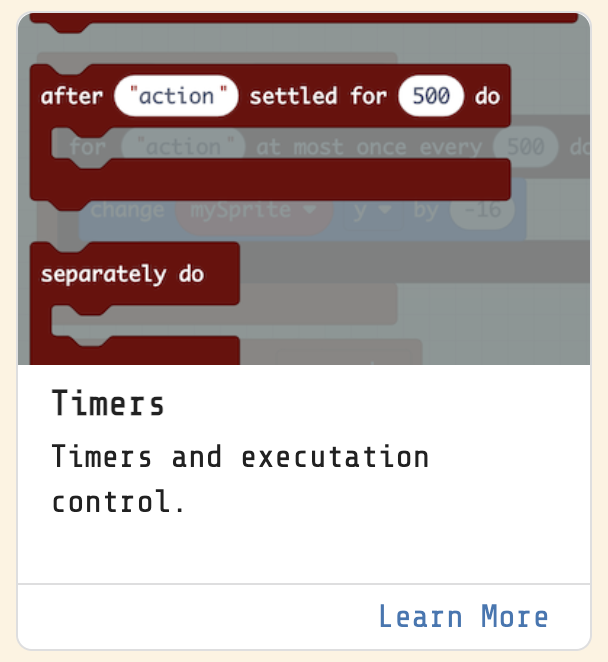 after "action" settled for 500 do
for "action" at most once every 500 do
change mySprite y by -16
separately do
Timers
Timers and executation
control.
Learn More